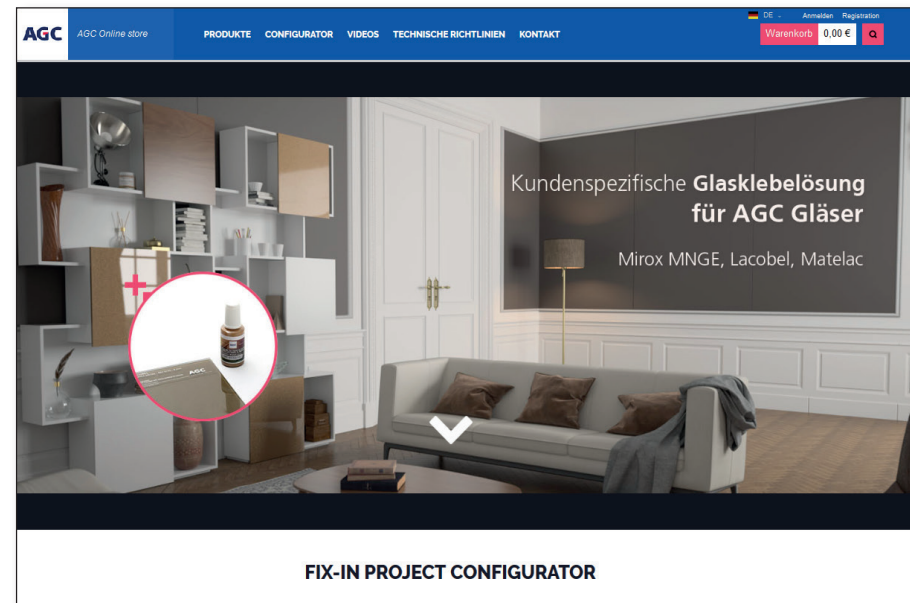 DE
Anmelden Registration
AGC AGC Online store PRODUKTE CONFIGURATOR VIDEOS TECHNISCHE RICHTLINIEN KONTAKT Warenkorb 0,00 €
Kundenspezifische Glasklebelösung
für AGC Gläser
Mirox MNGE, Lacobel, Matelac
AGC
FIX-IN PROJECT CONFIGURATOR